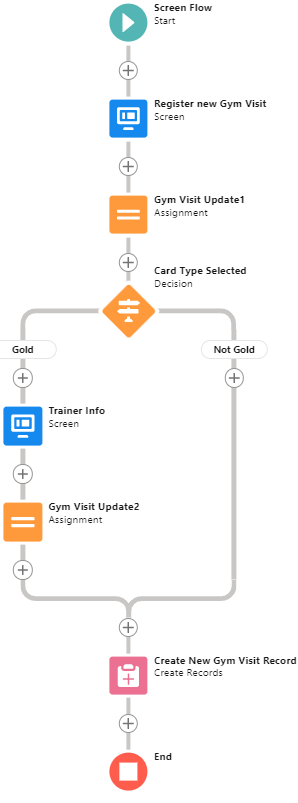 Screen Flow
Start
Register new Gym Visit
Screen
Gym Visit Update1
Assignment
Card Type Selected
Decision
Gold
Not Gold
Trainer Info
Screen
Gym Visit Update2
Assignment
Create New Gym Visit Record
Create Records
End